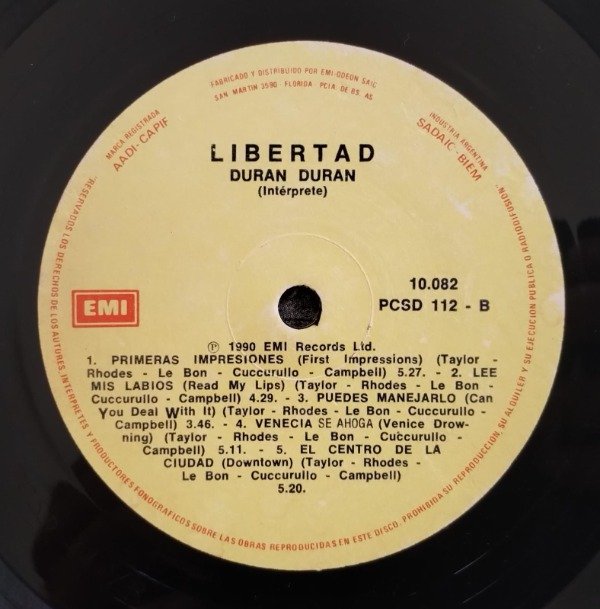 FABRICADO Y DISTRIBUIDO POR EMI-ODEON SAIC
SAN MARTIN 3590 - FLORIDA - PCIA. DE BS. AS
MARCA REGISTRADA
AADI-CAPIF
INDUSTRIA ARGENTINA
SADAIC-BIEM
LIBERTAD
DURAN DURAN
(Intérprete)
EMI
10.082
PCSD 112 - B
℗ 1990 EMI Records Ltd.
1. PRIMERAS IMPRESIONES (First Impressions) (Taylor -
Rhodes - Le Bon - Cuccurullo - Campbell) 5.27. - 2. LEE
MIS LABIOS (Read My Lips) (Taylor - Rhodes - Le Bon -
Cuccurullo - Campbell) 4.29. - 3. PUEDES MANEJARLO (Can
You Deal With It) (Taylor - Rhodes - Le Bon - Cuccurullo -
Campbell) 3.46. - 4. VENECIA SE AHOGA (Venice Drow-
ning) (Taylor - Rhodes - Le Bon - Cuccurullo -
Campbell) 5.11. - 5. EL CENTRO DE LA
CIUDAD (Downtown) (Taylor - Rhodes -
Le Bon - Cuccurullo - Campbell)
5.20.
RESERVADOS LOS DERECHOS DE LOS AUTORES, INTERPRETES Y PRODUCTORES FONOGRAFICOS SOBRE LAS OBRAS REPRODUCIDAS EN ESTE DISCO. PROHIBIDA SU REPRODUCCION, SU ALQUILER Y SU EJECUCION PUBLICA O RADIODIFUSION